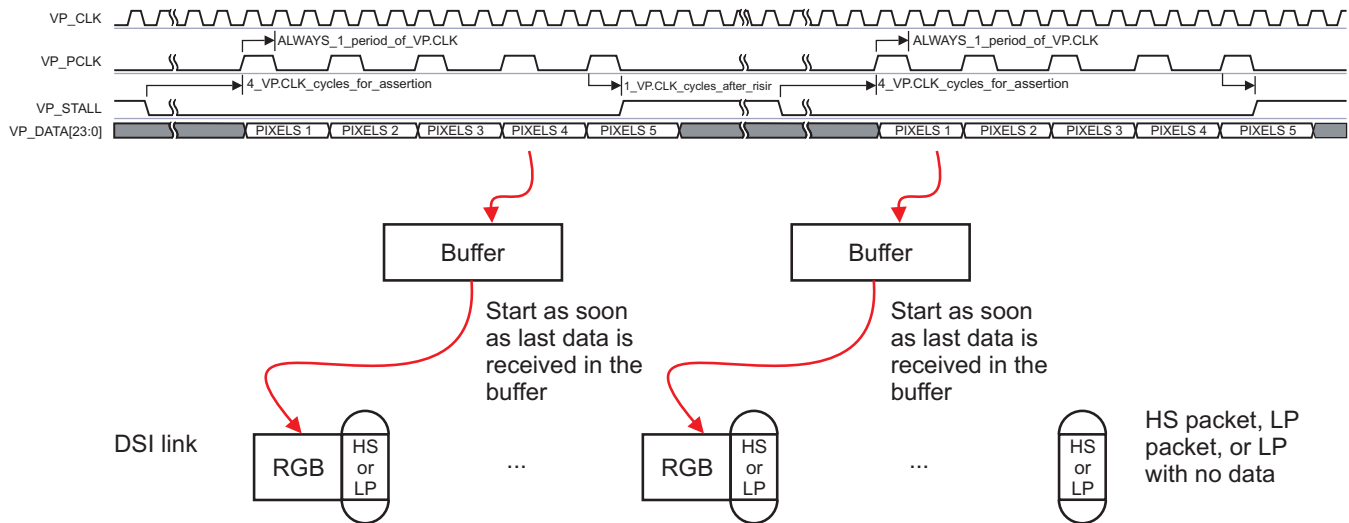 VP_CLK
ALWAYS_1_period_of_VP.CLK
ALWAYS_1_period_of_VP.CLK
VP_PCLK
4_VP.CLK_cycles_for_assertion
1_VP.CLK_cycles_after_risir
4_VP.CLK_cycles_for_assertion
VP_STALL
VP_DATA[23:0]
PIXELS 1
PIXELS 2
PIXELS 3
PIXELS 4
PIXELS 5
PIXELS 1
PIXELS 2
PIXELS 3
PIXELS 4
PIXELS 5
Buffer
Buffer
Start as soon
as last data is
received in the
buffer
Start as soon
as last data is
received in the
buffer
DSI link
RGB
HS
or
LP
...
RGB
HS
or
LP
...
HS
or
LP
HS packet, LP
packet, or LP
with no data